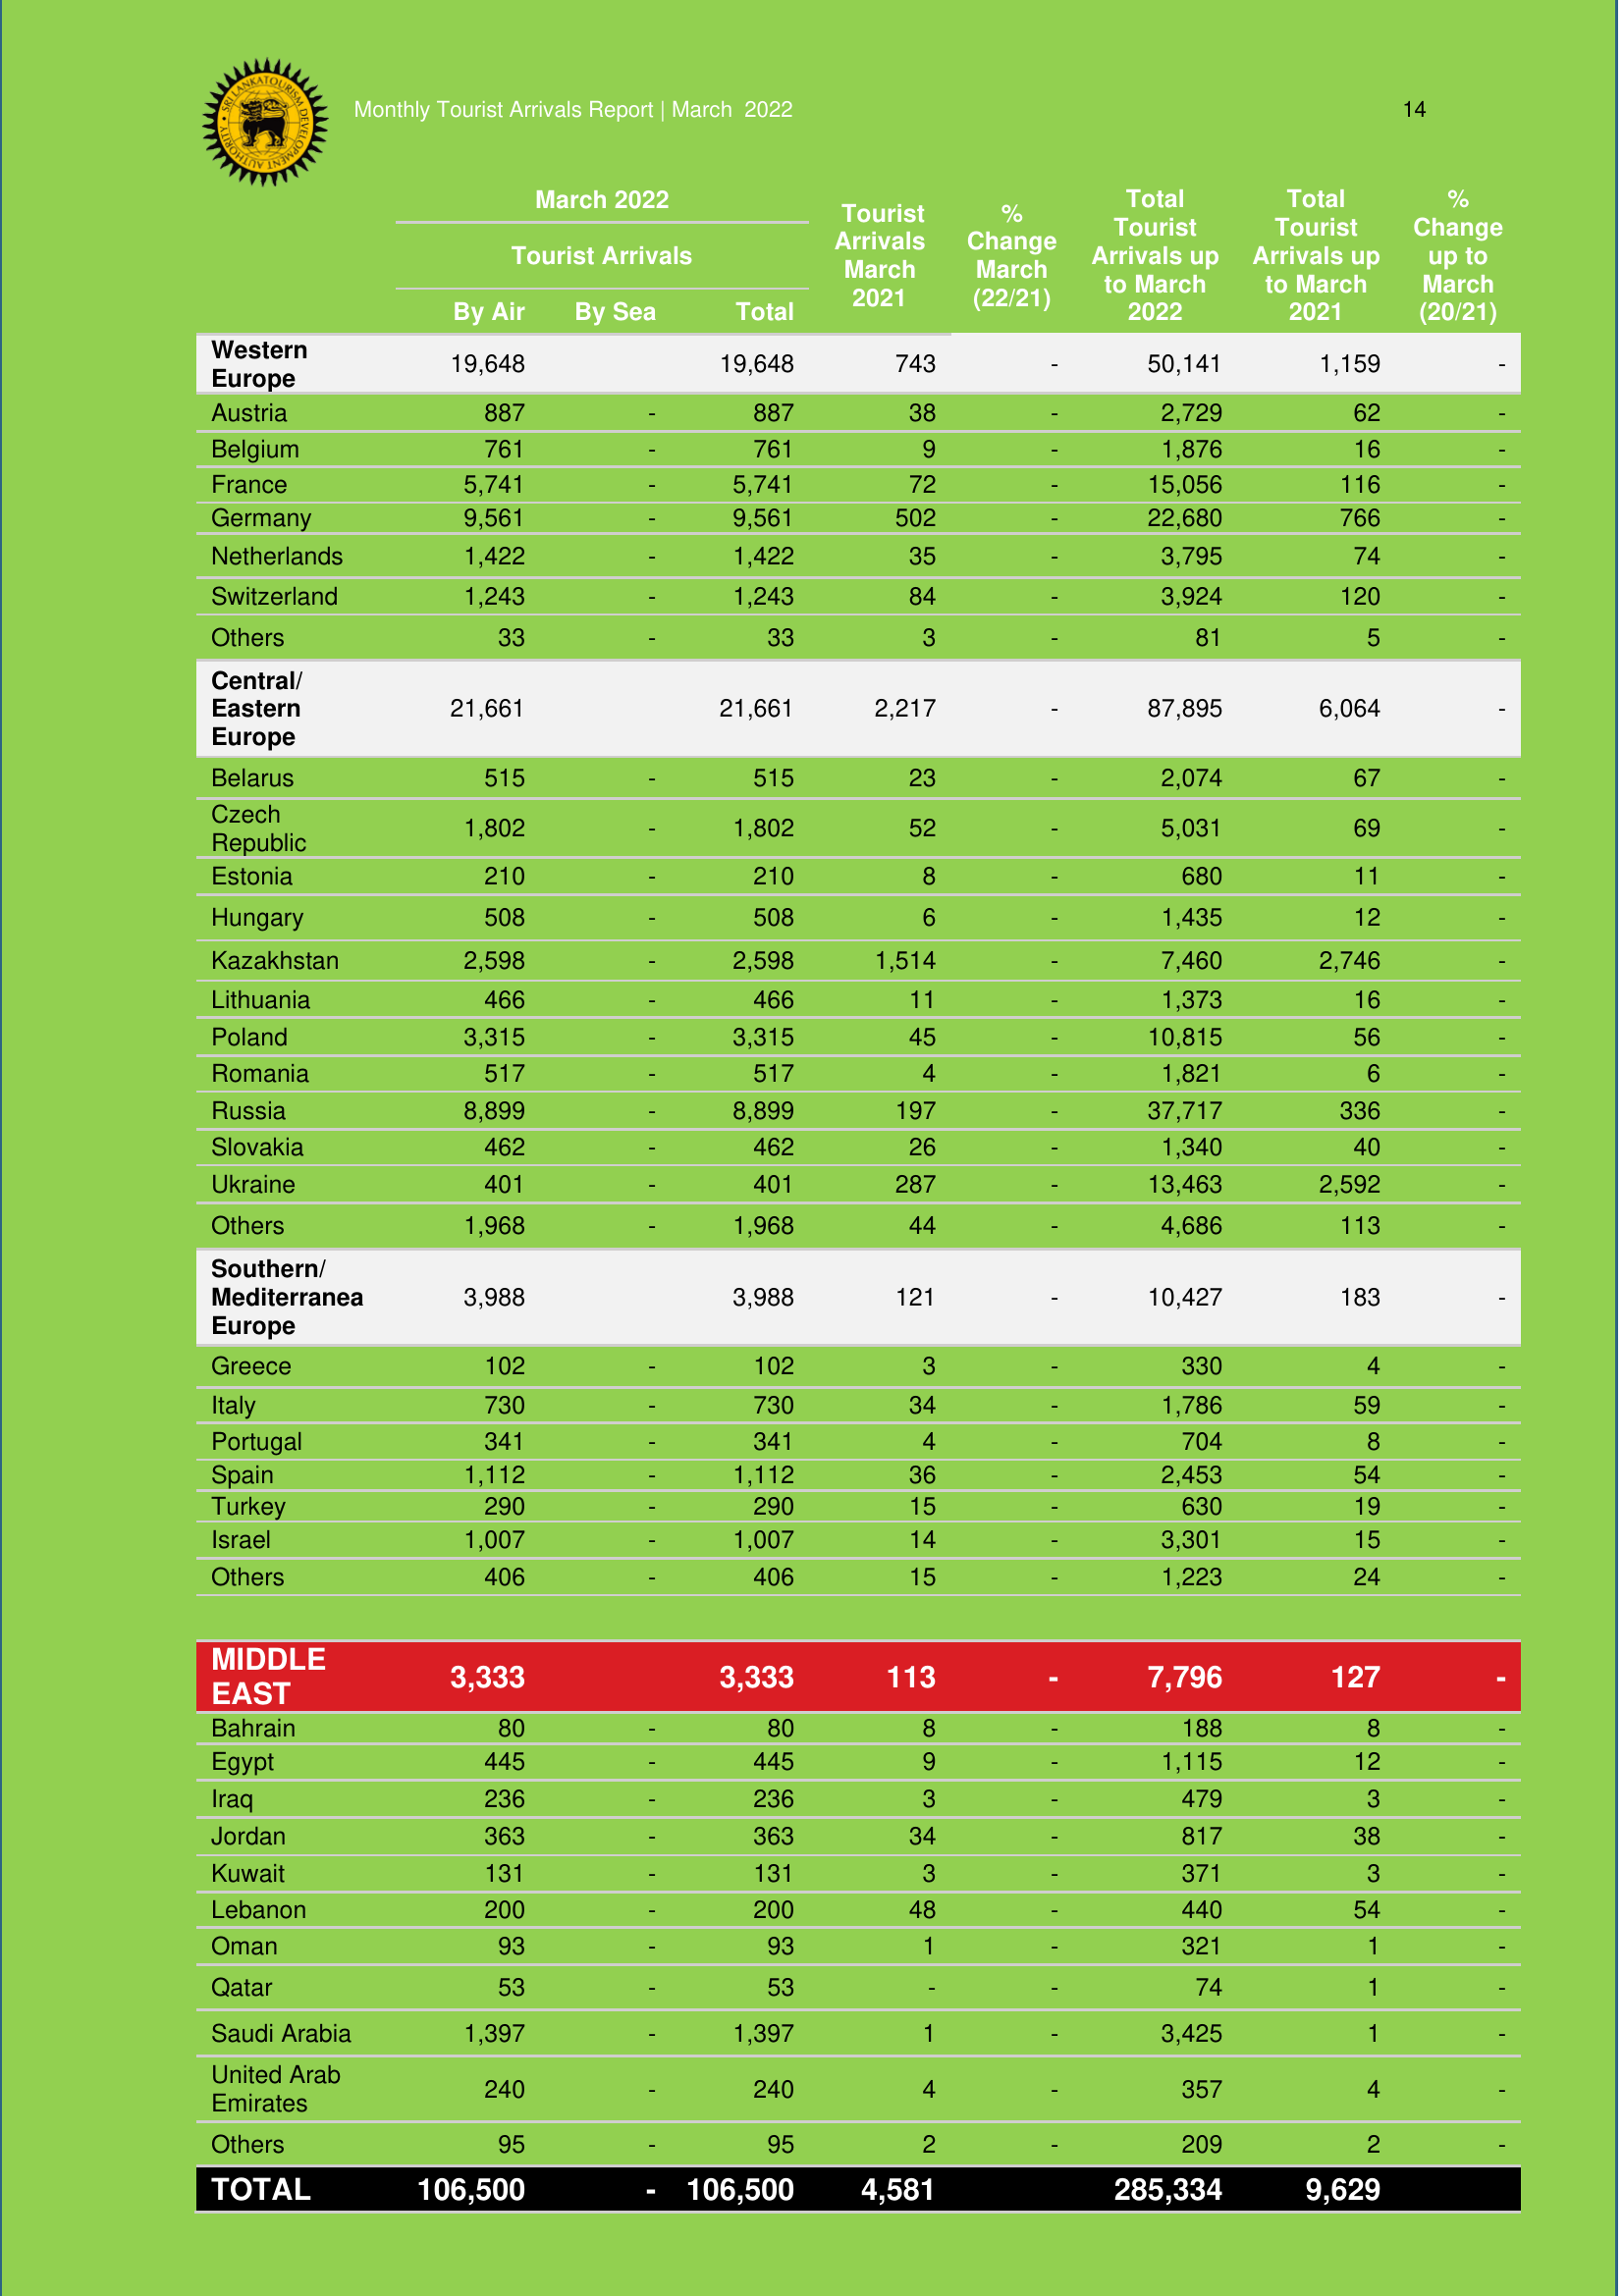 SRI LANKA TOURISM DEVELOPMENT AUTHORITY
Monthly Tourist Arrivals Report | March 2022 14
March 2022
Tourist Arrivals
By Air By Sea Total
Tourist
Arrivals
March
2021
%
Change
March
(22/21)
Total
Tourist
Arrivals up
to March
2022
Total
Tourist
Arrivals up
to March
2021
%
Change
up to
March
(20/21)
Western
Europe 19,648 19,648 743 - 50,141 1,159 -
Austria 887 - 887 38 - 2,729 62 -
Belgium 761 - 761 9 - 1,876 16 -
France 5,741 - 5,741 72 - 15,056 116 -
Germany 9,561 - 9,561 502 - 22,680 766 -
Netherlands 1,422 - 1,422 35 - 3,795 74 -
Switzerland 1,243 - 1,243 84 - 3,924 120 -
Others 33 - 33 3 - 81 5 -
Central/
Eastern
Europe 21,661 21,661 2,217 - 87,895 6,064 -
Belarus 515 - 515 23 - 2,074 67 -
Czech
Republic 1,802 - 1,802 52 - 5,031 69 -
Estonia 210 - 210 8 - 680 11 -
Hungary 508 - 508 6 - 1,435 12 -
Kazakhstan 2,598 - 2,598 1,514 - 7,460 2,746 -
Lithuania 466 - 466 11 - 1,373 16 -
Poland 3,315 - 3,315 45 - 10,815 56 -
Romania 517 - 517 4 - 1,821 6 -
Russia 8,899 - 8,899 197 - 37,717 336 -
Slovakia 462 - 462 26 - 1,340 40 -
Ukraine 401 - 401 287 - 13,463 2,592 -
Others 1,968 - 1,968 44 - 4,686 113 -
Southern/
Mediterranea
Europe 3,988 3,988 121 - 10,427 183 -
Greece 102 - 102 3 - 330 4 -
Italy 730 - 730 34 - 1,786 59 -
Portugal 341 - 341 4 - 704 8 -
Spain 1,112 - 1,112 36 - 2,453 54 -
Turkey 290 - 290 15 - 630 19 -
Israel 1,007 - 1,007 14 - 3,301 15 -
Others 406 - 406 15 - 1,223 24 -
MIDDLE
EAST 3,333 3,333 113 - 7,796 127 -
Bahrain 80 - 80 8 - 188 8 -
Egypt 445 - 445 9 - 1,115 12 -
Iraq 236 - 236 3 - 479 3 -
Jordan 363 - 363 34 - 817 38 -
Kuwait 131 - 131 3 - 371 3 -
Lebanon 200 - 200 48 - 440 54 -
Oman 93 - 93 1 - 321 1 -
Qatar 53 - 53 - - 74 1 -
Saudi Arabia 1,397 - 1,397 1 - 3,425 1 -
United Arab
Emirates 240 - 240 4 - 357 4 -
Others 95 - 95 2 - 209 2 -
TOTAL 106,500 - 106,500 4,581 285,334 9,629